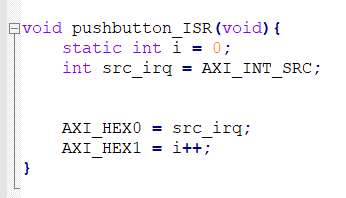 void pushbutton_ISR(void){
static int i = 0;
int src_irq = AXI_INT_SRC;
AXI_HEX0 = src_irq;
AXI_HEX1 = i++;
}